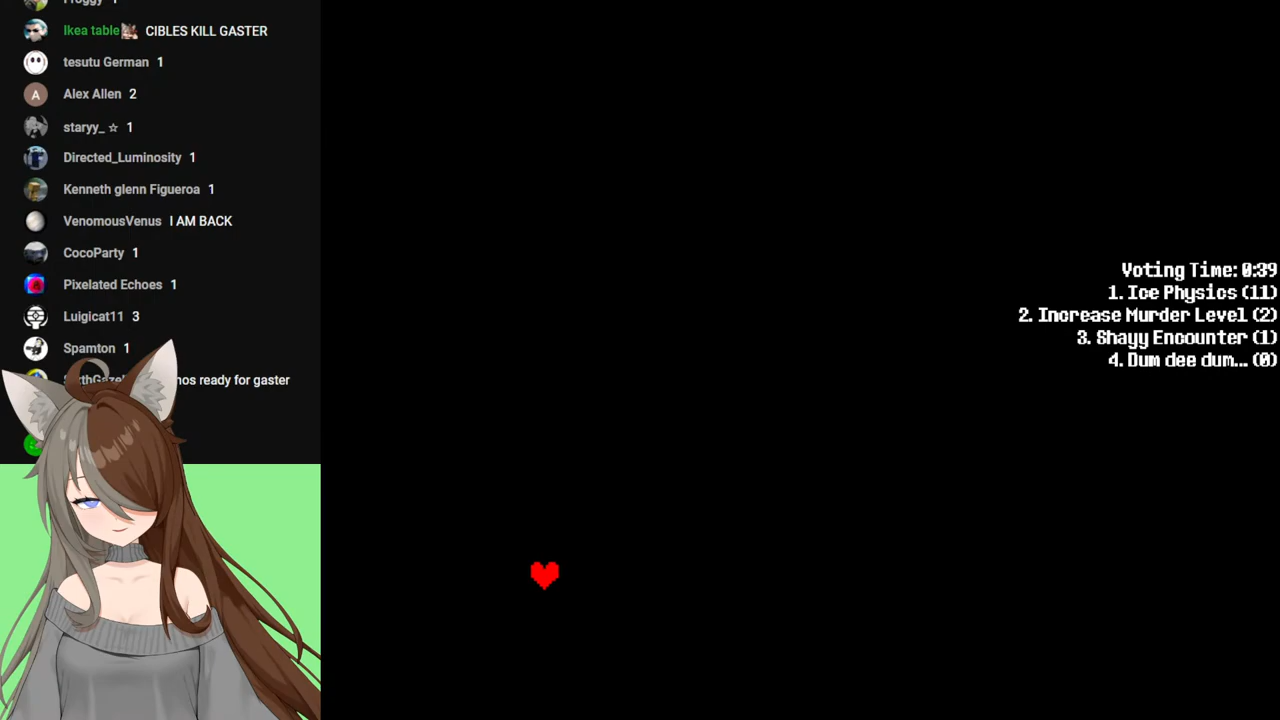 Froggy 1
Ikea table CIBLES KILL GASTER
tesutu German 1
A Alex Allen 2
staryy_ ☆ 1
Directed_Luminosity 1
Kenneth glenn Figueroa 1
VenomousVenus I AM BACK
CocoParty 1
Pixelated Echoes 1
Luigicat11 3
Spamton 1
ready for gaster
Voting Time: 0:39
1. Ice Physics (11)
2. Increase Murder Level (2)
3. Shayy Encounter (1)
4. Dum dee dum... (0)